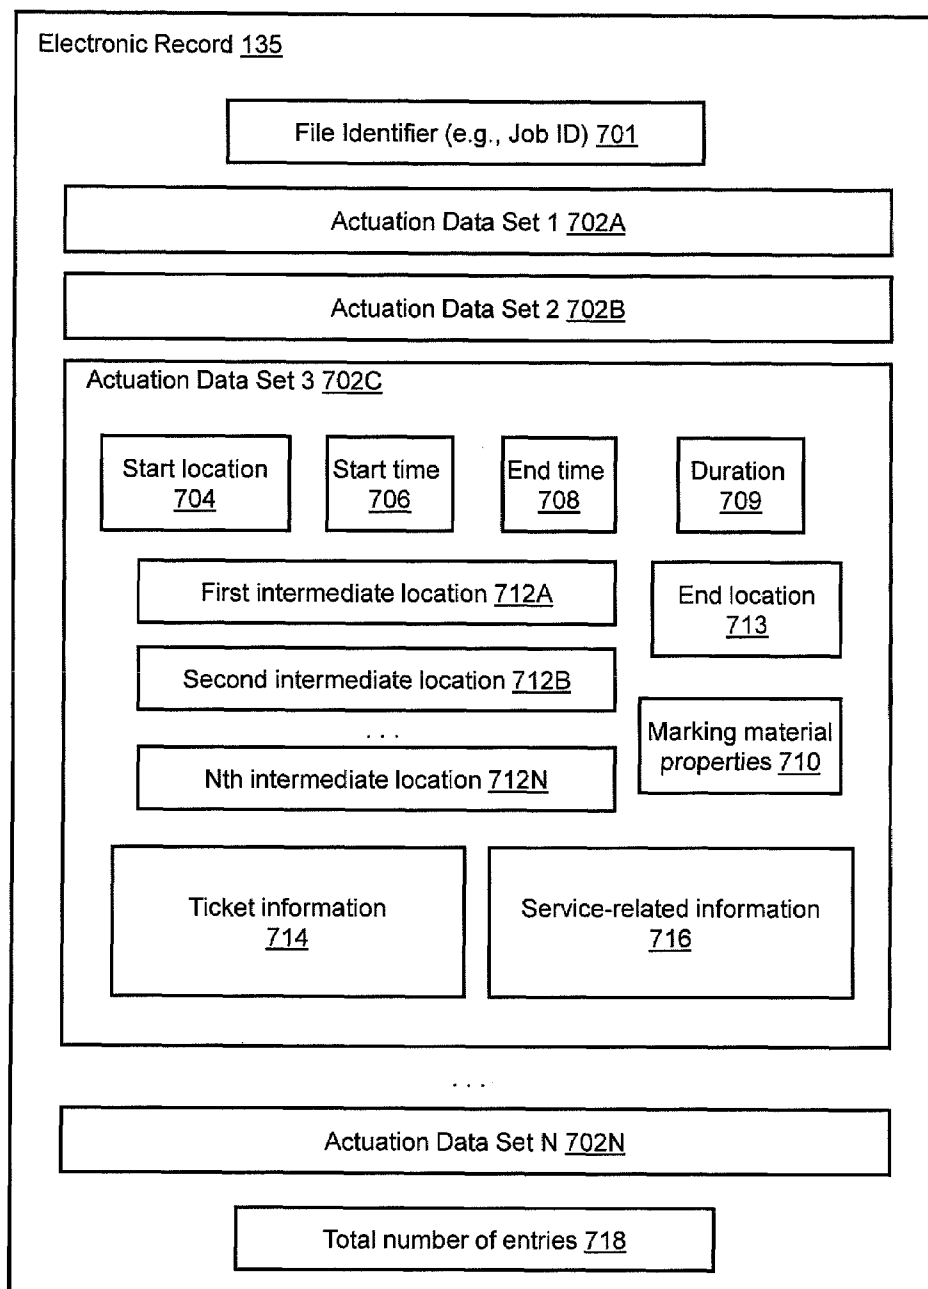 Electronic Record 135
File Identifier (e.g., Job ID) 701
Actuation Data Set 1 702A
Actuation Data Set 2 702B
Actuation Data Set 3 702C
Start location
704
Start time
706
End time
708
Duration
709
First intermediate location 712A
End location
713
Second intermediate location 712B
. . .
Marking material
properties 710
Nth intermediate location 712N
Ticket information
714
Service-related information
716
. . .
Actuation Data Set N 702N
Total number of entries 718